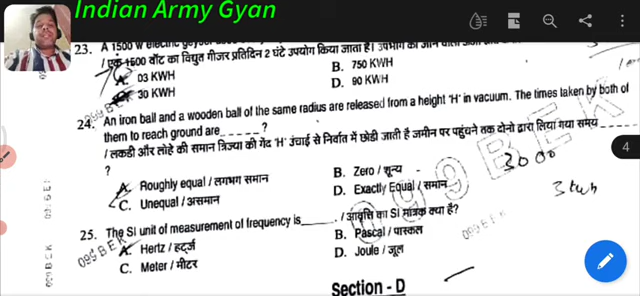 Indian Army Gyan
23. A 1500 W electric geyser
/ एक 1500 वॉट का विद्युत गीजर प्रतिदिन 2 घंटे उपयोग किया जाता है।
A. 03 KWH
B. 750 KWH
30 KWH
D. 90 KWH
24. An iron ball and a wooden ball of the same radius are released from a height 'H' in vacuum. The times taken by both of
them to reach ground are_____?
/ लकडी और लोहे की समान त्रिज्या की गेंद 'H' उंचाई से निर्वात में छोडी जाती है जमीन पर पहुंचने तक दोनो द्वारा लिया गया समय
?
A. Roughly equal / लगभग समान
B. Zero / शून्य
C. Unequal / असमान
D. Exactly Equal / समान
3000
4
25. The SI unit of measurement of frequency is_____. / आवृत्ति का SI मात्रक क्या है?
A. Hertz / हर्ट्ज
B. Pascal / पास्कल
C. Meter / मीटर
D. Joule / जूल
099BEK
Section - D